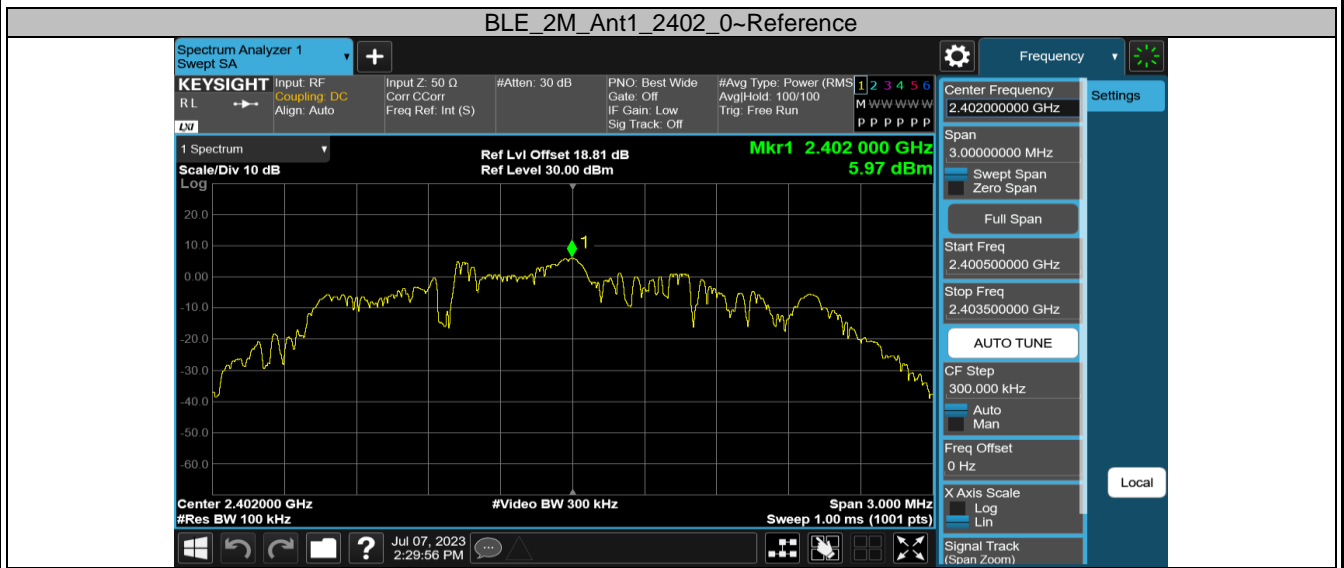 BLE_2M_Ant1_2402_0~Reference
Spectrum Analyzer 1
Swept SA
Frequency
KEYSIGHT
R L
LXI
Input: RF
Coupling: DC
Align: Auto
Input Z: 50 Ω
Corr CCorr
Freq Ref: Int (S)
#Atten: 30 dB
PNO: Best Wide
Gate: Off
IF Gain: Low
Sig Track: Off
#Avg Type: Power (RMS
Avg|Hold: 100/100
Trig: Free Run
1 2 3 4 5 6
M W W W W W
P P P P P P
1 Spectrum
Scale/Div 10 dB
Log
Ref Lvl Offset 18.81 dB
Ref Level 30.00 dBm
Mkr1 2.402 000 GHz
5.97 dBm
1
20.0
10.0
0.00
-10.0
-20.0
-30.0
-40.0
-50.0
-60.0
Center 2.402000 GHz
#Res BW 100 kHz
#Video BW 300 kHz
Span 3.000 MHz
Sweep 1.00 ms (1001 pts)
Center Frequency
2.402000000 GHz
Settings
Span
3.00000000 MHz
Swept Span
Zero Span
Full Span
Start Freq
2.400500000 GHz
Stop Freq
2.403500000 GHz
AUTO TUNE
CF Step
300.000 kHz
Auto
Man
Freq Offset
0 Hz
X Axis Scale
Log
Lin
Local
Signal Track
(Span Zoom)
?
Jul 07, 2023
2:29:56 PM